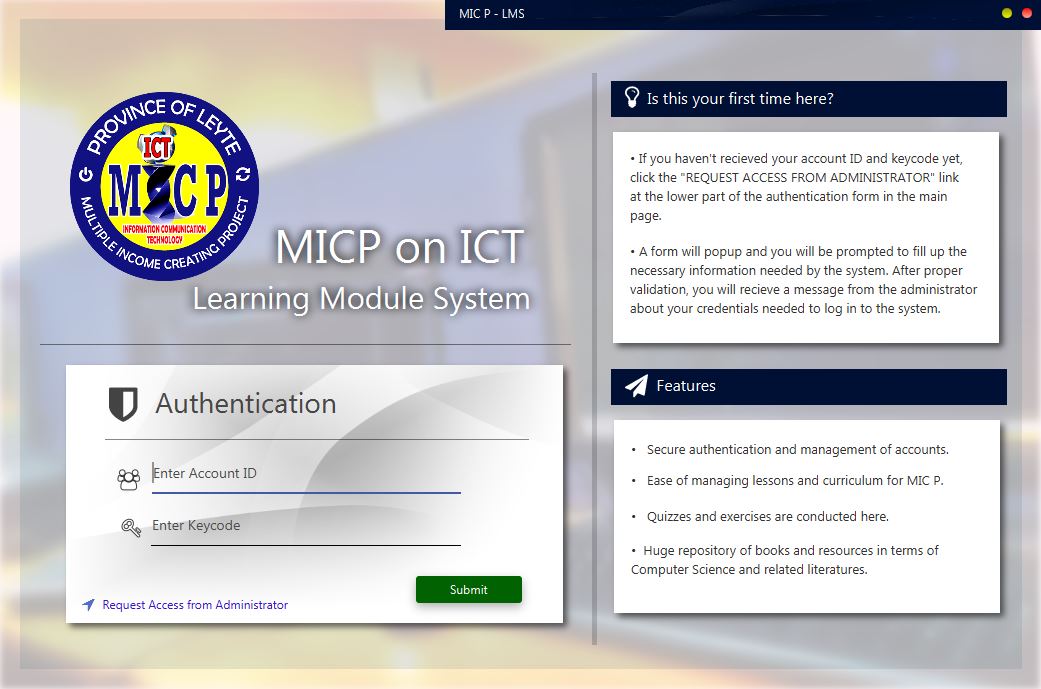 MIC P - LMS
PROVINCE OF LEYTE
ICT
MICP
INFORMATION COMMUNICATION
TECHNOLOGY
MULTIPLE INCOME CREATING PROJECT
MICP on ICT
Learning Module System
Authentication
Enter Account ID
Enter Keycode
Submit
Request Access from Administrator
Is this your first time here?
• If you haven't recieved your account ID and keycode yet,
click the "REQUEST ACCESS FROM ADMINISTRATOR" link
at the lower part of the authentication form in the main
page.
• A form will popup and you will be prompted to fill up the
necessary information needed by the system. After proper
validation, you will recieve a message from the administrator
about your credentials needed to log in to the system.
Features
• Secure authentication and management of accounts.
• Ease of managing lessons and curriculum for MIC P.
• Quizzes and exercises are conducted here.
• Huge repository of books and resources in terms of
Computer Science and related literatures.